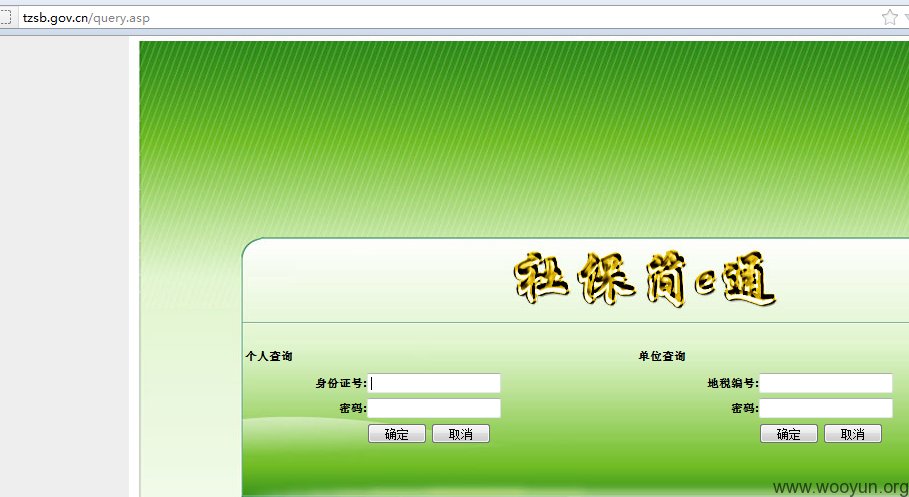 tzsb.gov.cn/query.asp
社保简e通
个人查询 单位查询
身份证号: 地税编号:
密码: 密码:
确定 取消 确定 取消
www.wooyun.org